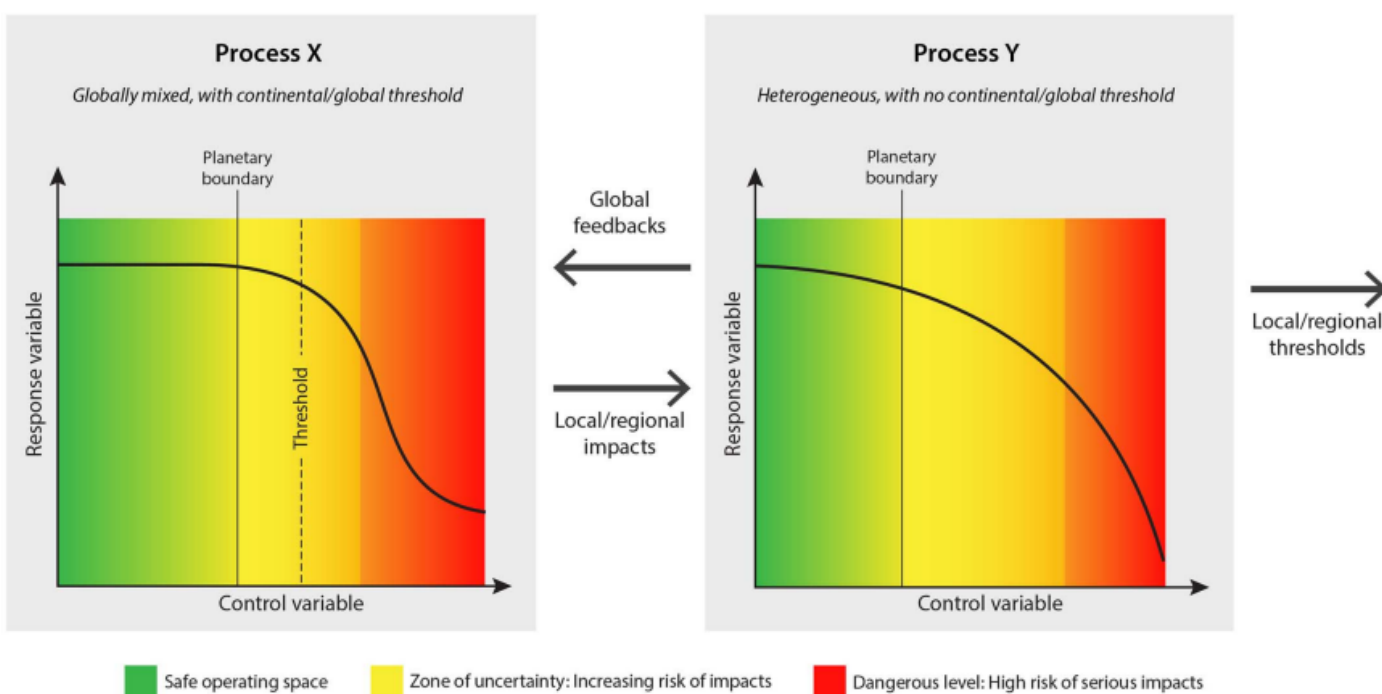 Process X
Globally mixed, with continental/global threshold
Planetary
boundary
Threshold
Response variable
Control variable
Global
feedbacks
Local/regional
impacts
Process Y
Heterogeneous, with no continental/global threshold
Planetary
boundary
Response variable
Control variable
Local/regional
thresholds
Safe operating space
Zone of uncertainty: Increasing risk of impacts
Dangerous level: High risk of serious impacts